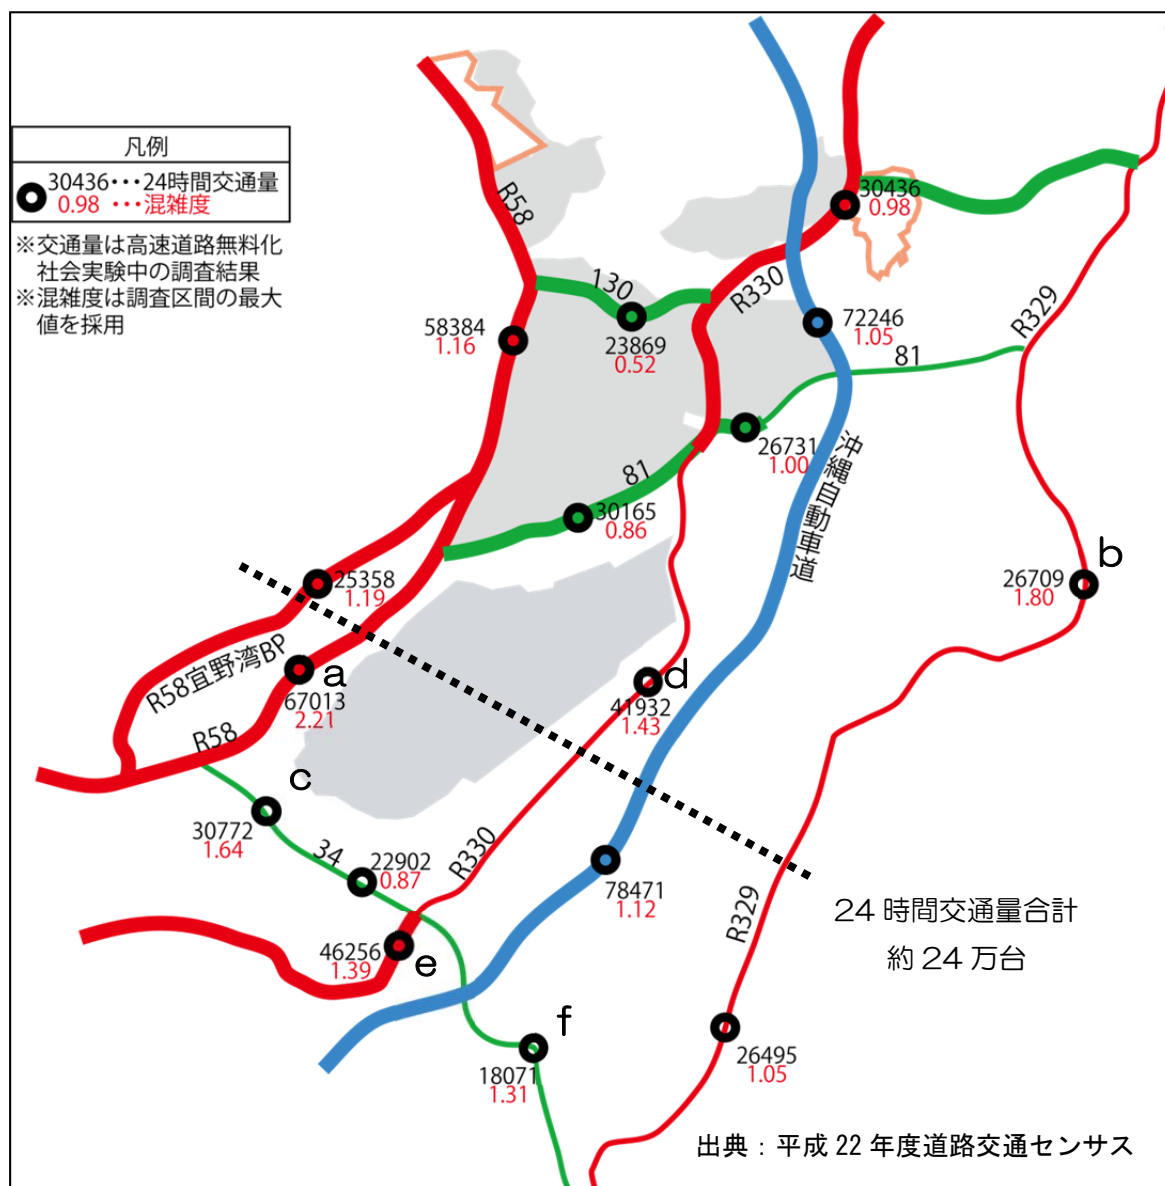 凡例
30436・・・24時間交通量
0.98 ・・・混雑度
※交通量は高速道路無料化
社会実験中の調査結果
※混雑度は調査区間の最大
値を採用
R58
130
R330
30436
0.98
R329
58384
1.16
23869
0.52
72246
1.05
81
26731
1.00
沖縄自動車道
81
30165
0.86
b
26709
1.80
25358
1.19
R58宜野湾BP
a
67013
2.21
d
41932
1.43
R58
c
30772
1.64
34
22902
0.87
R330
78471
1.12
R329
24時間交通量合計
約24万台
46256
1.39
e
f
18071
1.31
26495
1.05
出典：平成22年度道路交通センサス